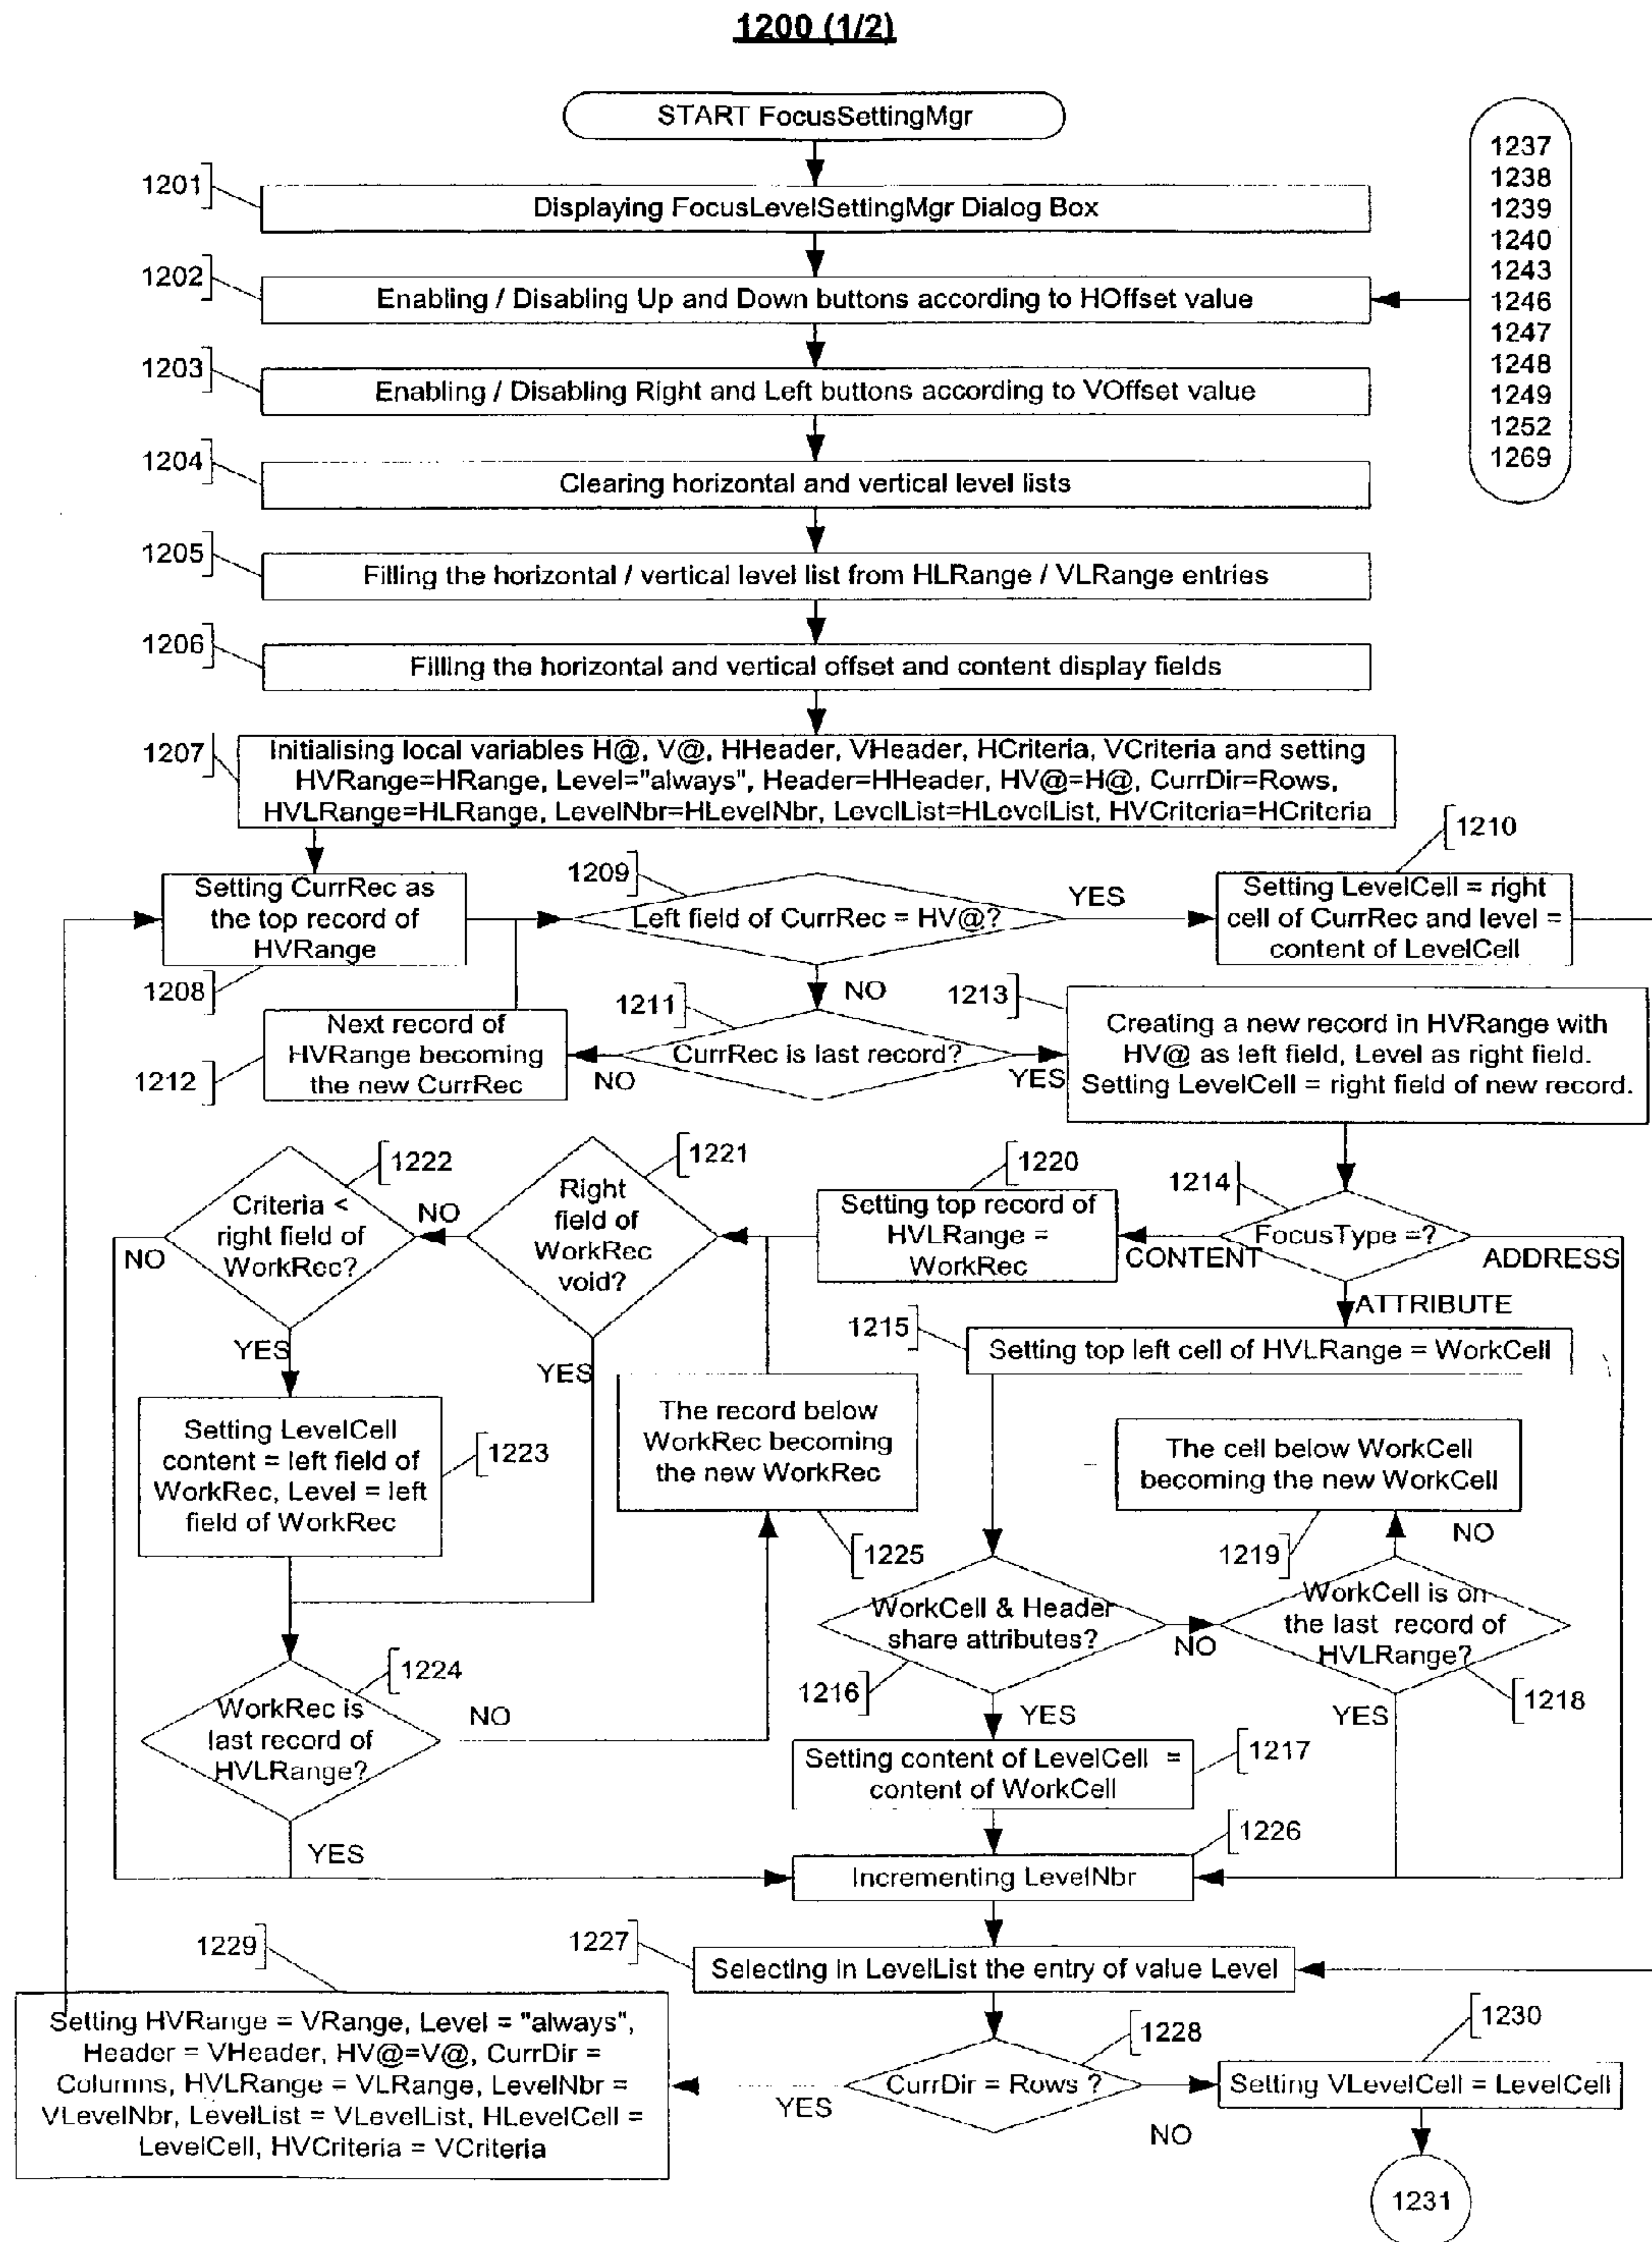 1200 (1/2)
START FocusSettingMgr
1237
1238
1239
1240
1243
1246
1247
1248
1249
1252
1269
1201
Displaying FocusLevelSettingMgr Dialog Box
1202
Enabling / Disabling Up and Down buttons according to HOffset value
1203
Enabling / Disabling Right and Left buttons according to VOffset value
1204
Clearing horizontal and vertical level lists
1205
Filling the horizontal / vertical level list from HLRange / VLRange entries
1206
Filling the horizontal and vertical offset and content display fields
1207
Initialising local variables H@, V@, HHeader, VHeader, HCriteria, VCriteria and setting
HVRange=HRange, Level="always", Header=HHeader, HV@=H@, CurrDir=Rows,
HVLRange=HLRange, LevelNbr=HLevelNbr, LevelList=HLevelList, HVCriteria=HCriteria
1208
Setting CurrRec as
the top record of
HVRange
1209
Left field of CurrRec = HV@?
YES
NO
1210
Setting LevelCell = right
cell of CurrRec and level =
content of LevelCell
1211
CurrRec is last record?
NO
YES
1212
Next record of
HVRange becoming
the new CurrRec
1213
Creating a new record in HVRange with
HV@ as left field, Level as right field.
Setting LevelCell = right field of new record.
1214
FocusType =?
CONTENT
ADDRESS
ATTRIBUTE
1220
Setting top record of
HVLRange =
WorkRec
1221
Right
field of
WorkRec
void?
NO
YES
1222
Criteria <
right field of
WorkRec?
NO
YES
1215
Setting top left cell of HVLRange = WorkCell
1223
Setting LevelCell
content = left field of
WorkRec, Level = left
field of WorkRec
1225
The record below
WorkRec becoming
the new WorkRec
1219
The cell below WorkCell
becoming the new WorkCell
NO
1216
WorkCell & Header
share attributes?
NO
YES
1218
WorkCell is on
the last record of
HVLRange?
YES
1224
WorkRec is
last record of
HVLRange?
NO
YES
1217
Setting content of LevelCell =
content of WorkCell
1226
Incrementing LevelNbr
1227
Selecting in LevelList the entry of value Level
1228
CurrDir = Rows ?
YES
NO
1229
Setting HVRange = VRange, Level = "always",
Header = VHeader, HV@=V@, CurrDir =
Columns, HVLRange = VLRange, LevelNbr =
VLevelNbr, LevelList = VLevelList, HLevelCell =
LevelCell, HVCriteria = VCriteria
1230
Setting VLevelCell = LevelCell
1231